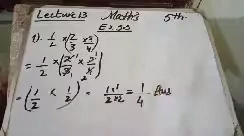 Lecture 13 Maths 5th.
Ex 2.5
1) 1/2 × (2/3 × 3/4)
= 1/2 × (2/3 × 3/4)
= (1/2 × 1/2) = 1×1/2×2 = 1/4 Ans